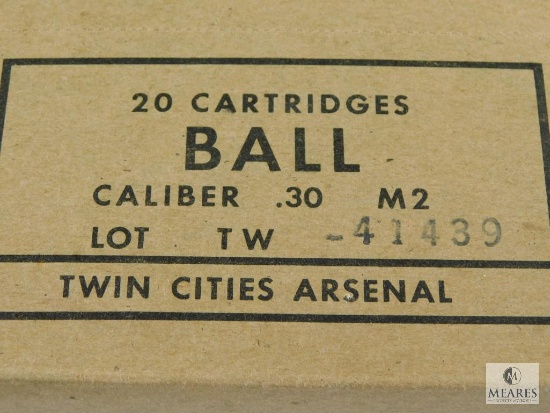 20 CARTRIDGES
BALL
CALIBER .30 M2
LOT TW -41439
TWIN CITIES ARSENAL
M
MEARES